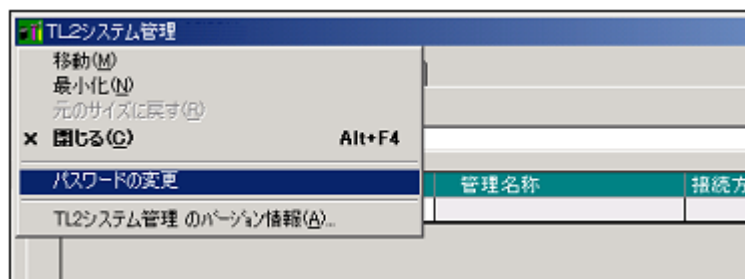 TL2システム管理
移動(M)
最小化(N)
元のサイズに戻す(R)
× 閉じる(C) Alt+F4
パスワードの変更
管理名称 接続方
TL2システム管理 のバージョン情報(A)...